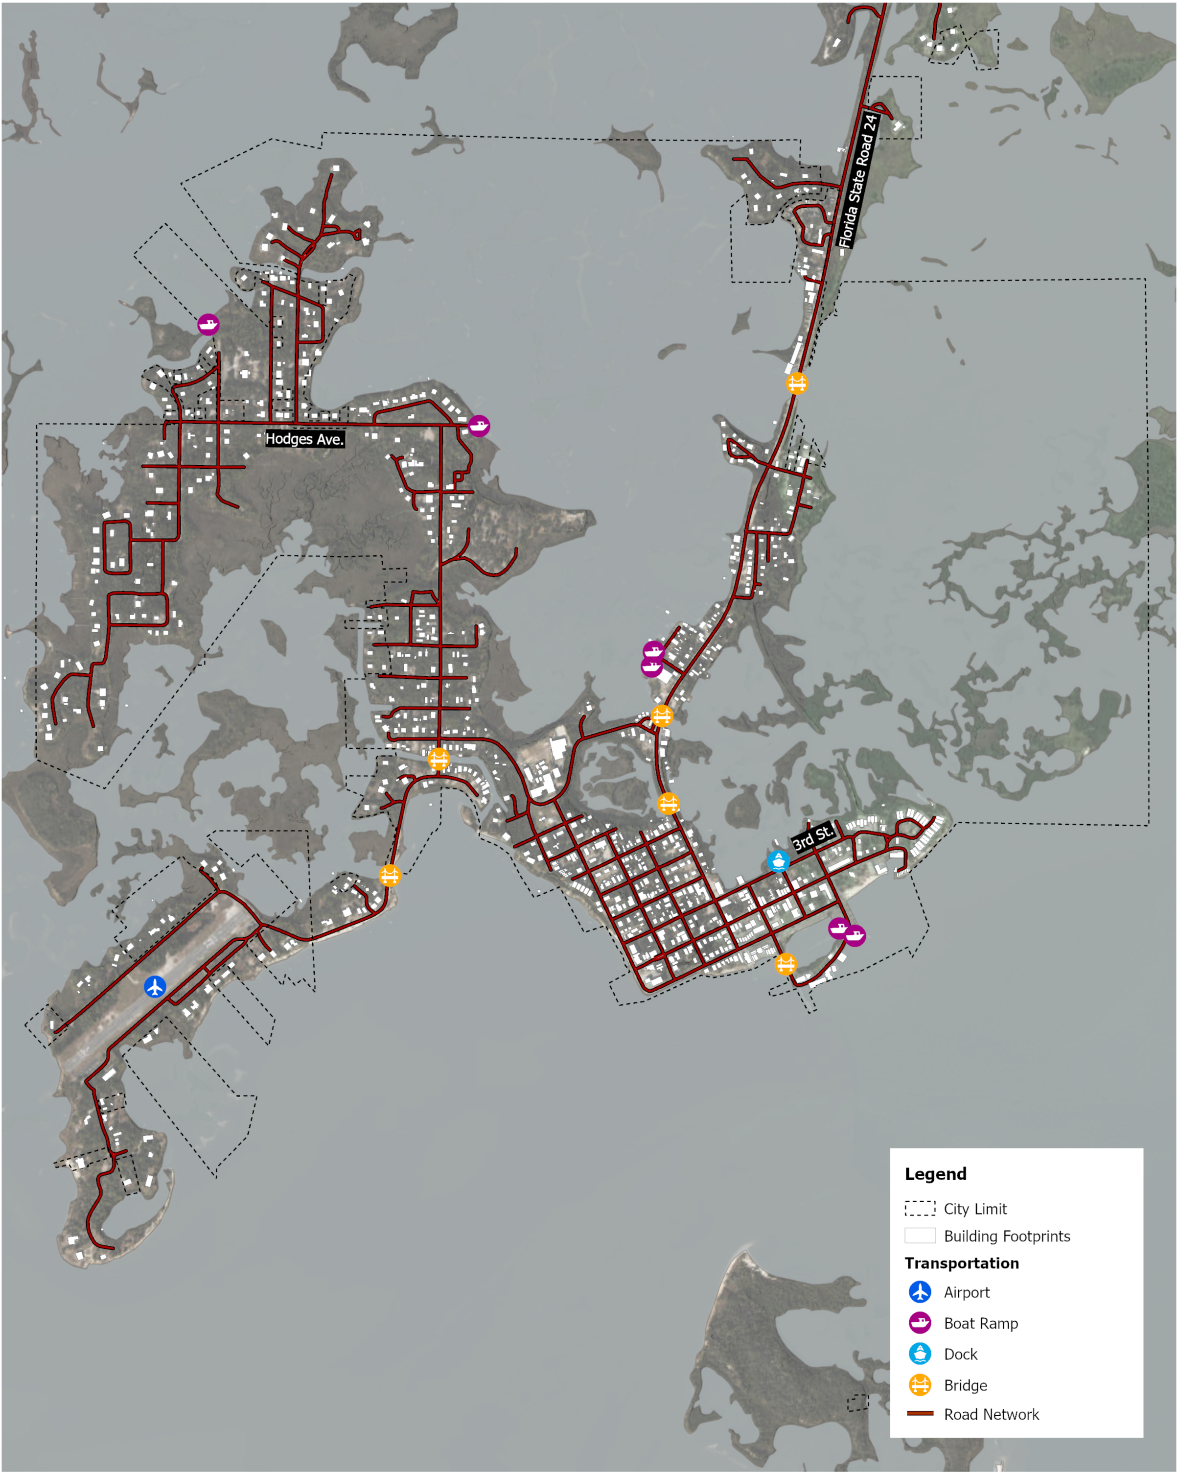 Florida State Road 24
Hodges Ave.
3rd St.
Legend
City Limit
Building Footprints
Transportation
Airport
Boat Ramp
Dock
Bridge
Road Network